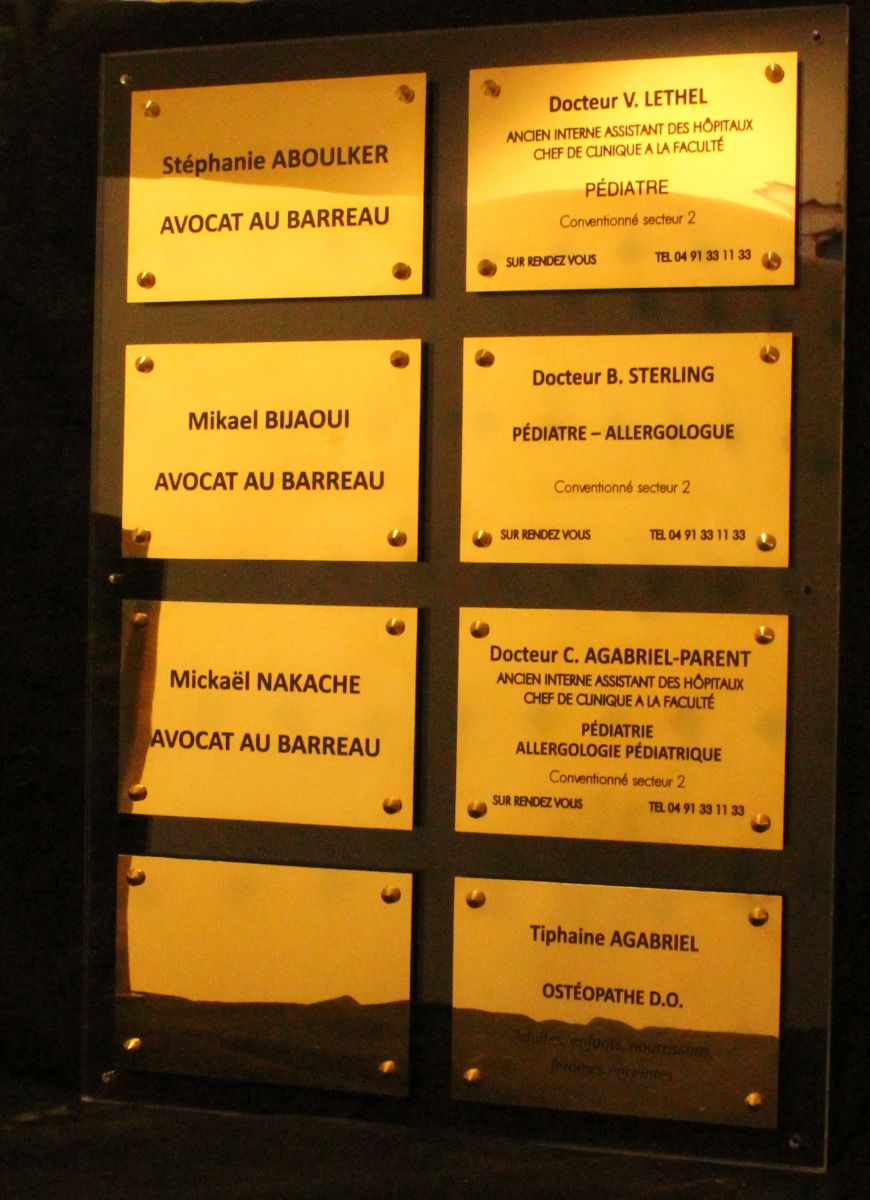 Stéphanie ABOULKER
AVOCAT AU BARREAU
Mikael BIJAOUI
AVOCAT AU BARREAU
Mickaël NAKACHE
AVOCAT AU BARREAU
Docteur V. LETHEL
ANCIEN INTERNE ASSISTANT DES HÔPITAUX
CHEF DE CLINIQUE A LA FACULTÉ
PÉDIATRE
Conventionné secteur 2
SUR RENDEZ VOUS TEL 04 91 33 11 33
Docteur B. STERLING
PÉDIATRE – ALLERGOLOGUE
Conventionné secteur 2
SUR RENDEZ VOUS TEL 04 91 33 11 33
Docteur C. AGABRIEL-PARENT
ANCIEN INTERNE ASSISTANT DES HÔPITAUX
CHEF DE CLINIQUE A LA FACULTÉ
PÉDIATRIE
ALLERGOLOGIE PÉDIATRIQUE
Conventionné secteur 2
SUR RENDEZ VOUS TEL 04 91 33 11 33
Tiphaine AGABRIEL
OSTÉOPATHE D.O.
Adultes, enfants, nourrissons,
femmes enceintes